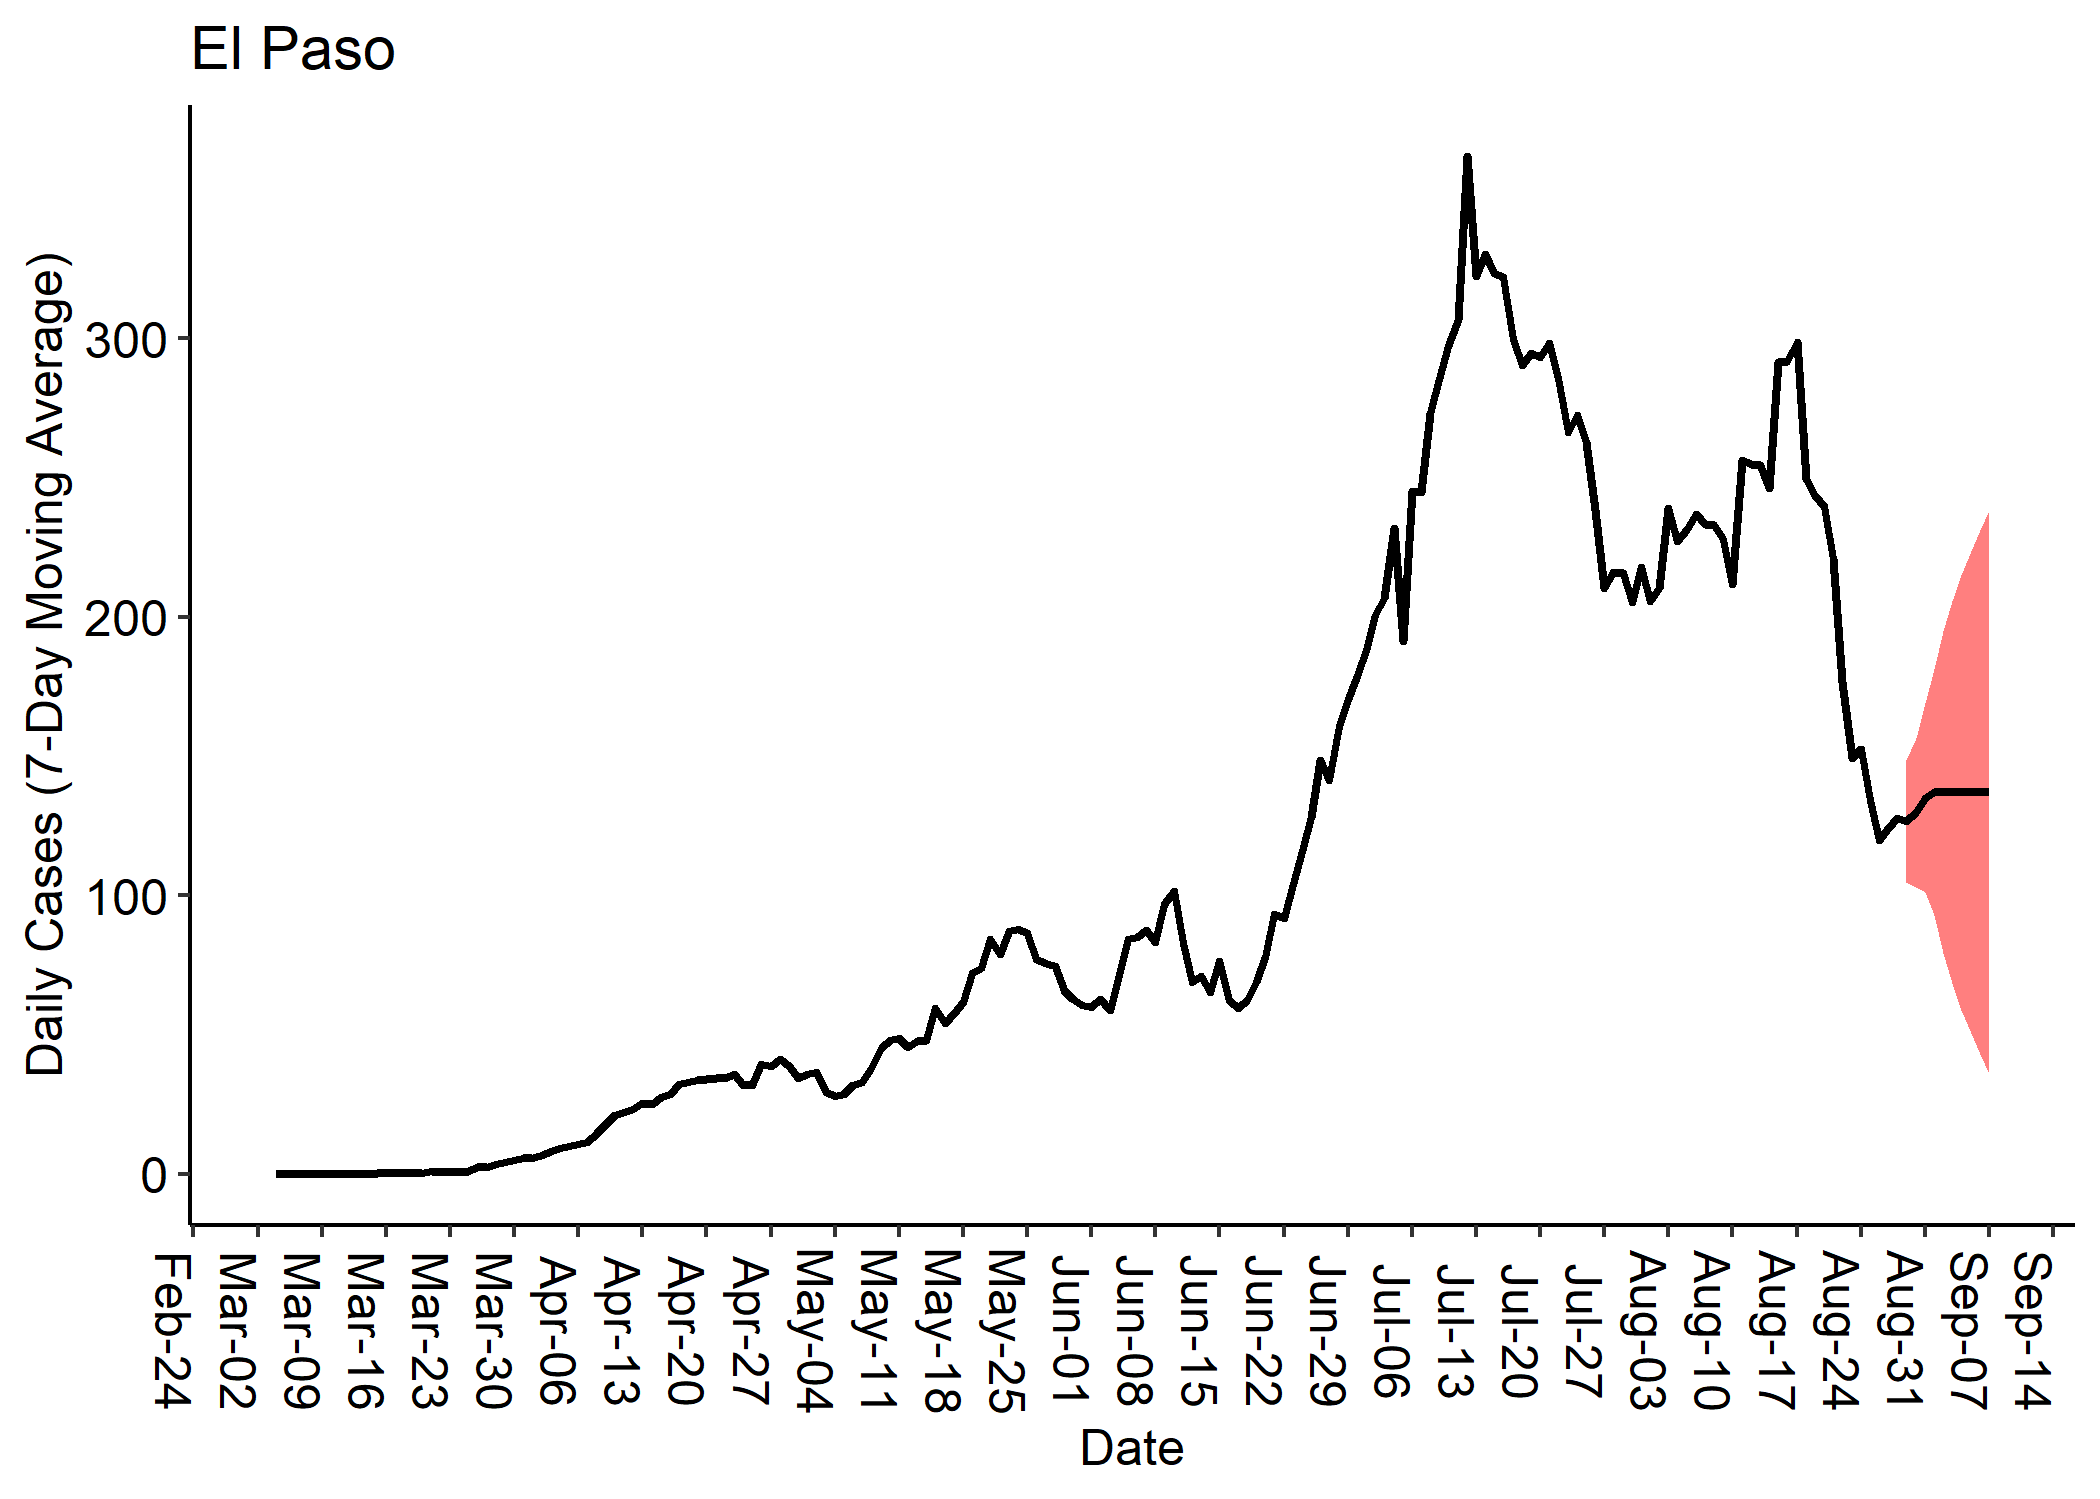 El Paso
Daily Cases (7-Day Moving Average)
300
200
100
0
Feb-24
Mar-02
Mar-09
Mar-16
Mar-23
Mar-30
Apr-06
Apr-13
Apr-20
Apr-27
May-04
May-11
May-18
May-25
Jun-01
Jun-08
Jun-15
Jun-22
Jun-29
Jul-06
Jul-13
Jul-20
Jul-27
Aug-03
Aug-10
Aug-17
Aug-24
Aug-31
Sep-07
Sep-14
Date